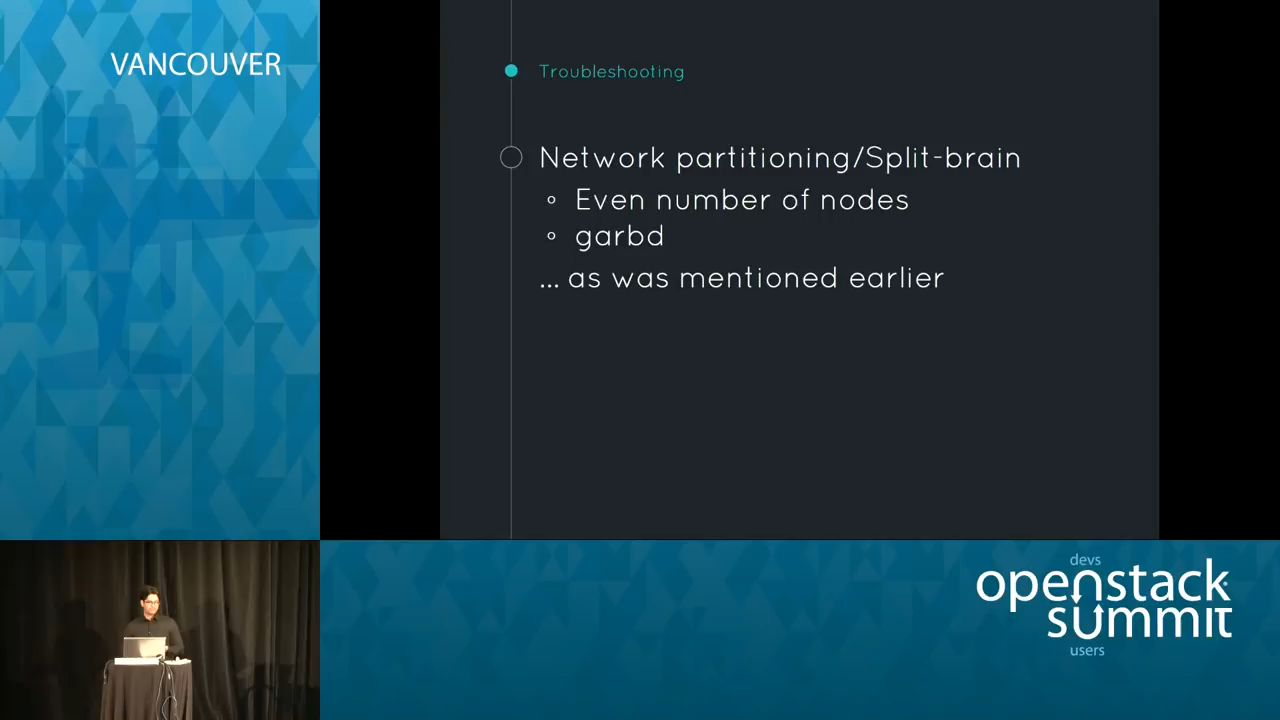 VANCOUVER
Troubleshooting
Network partitioning/Split-brain
Even number of nodes
garbd
... as was mentioned earlier
devs
openstack
summit
users